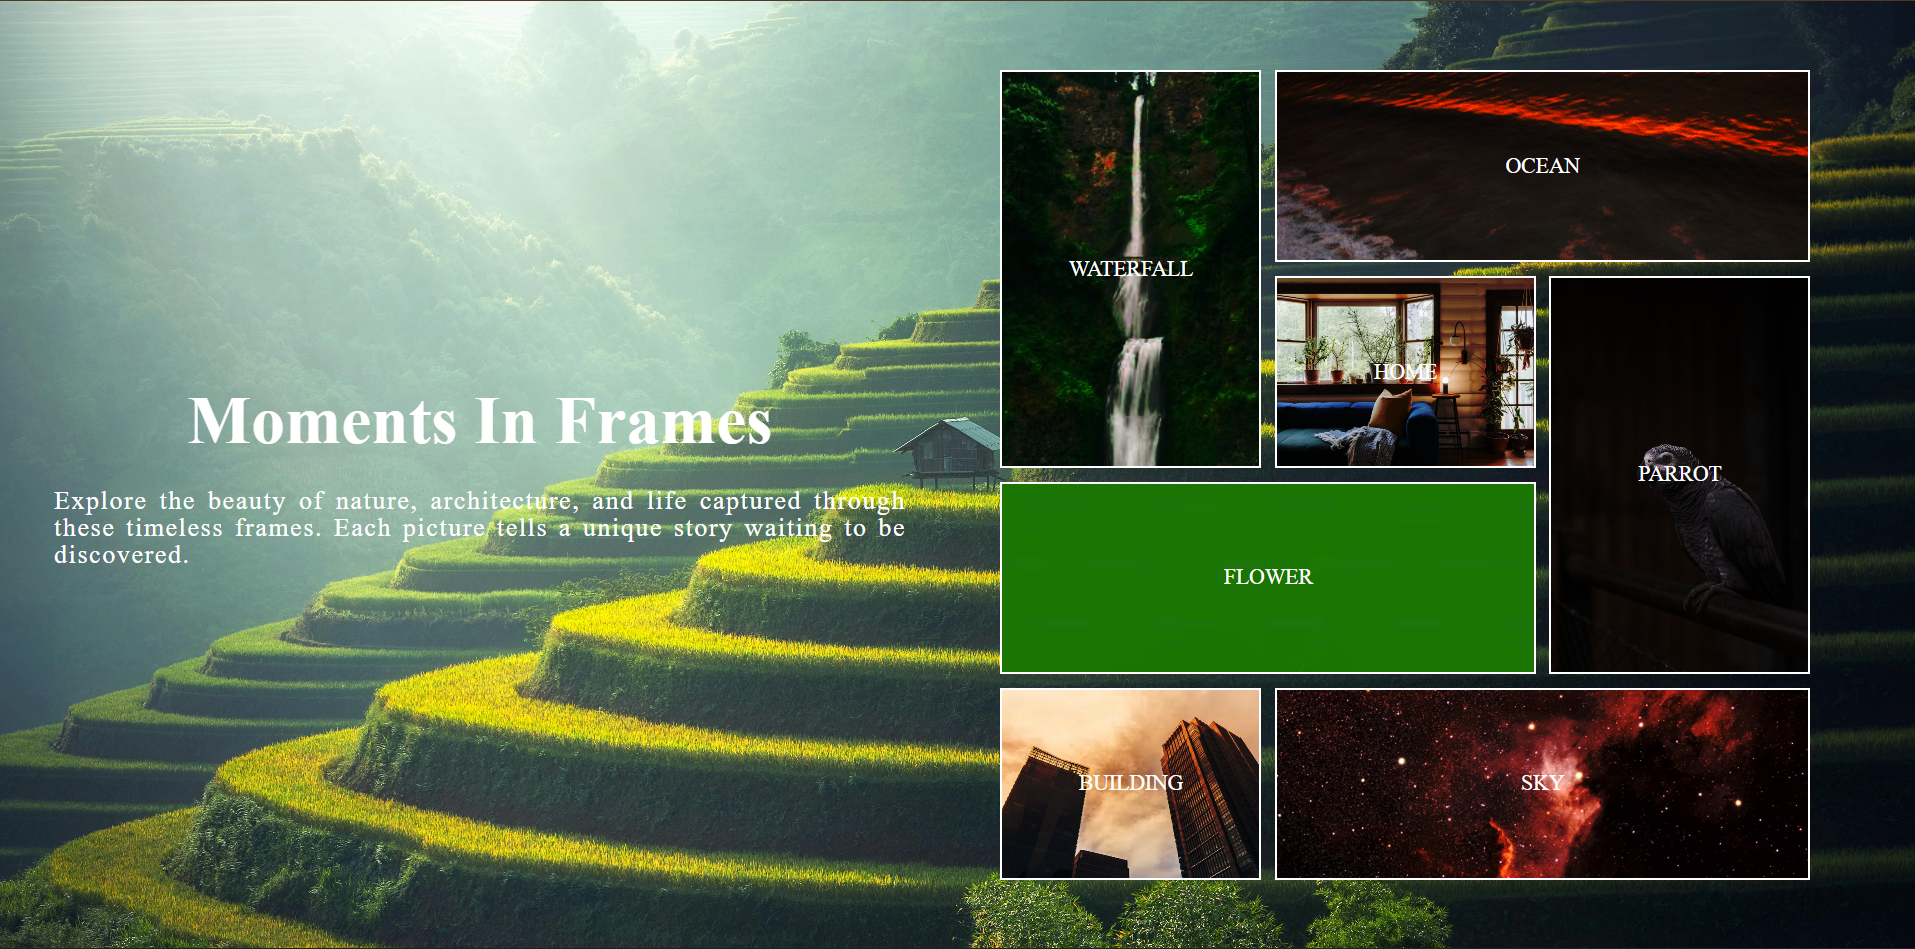 Moments In Frames
Explore the beauty of nature, architecture, and life captured through
these timeless frames. Each picture tells a unique story waiting to be
discovered.
WATERFALL
OCEAN
HOME
PARROT
FLOWER
BUILDING
SKY